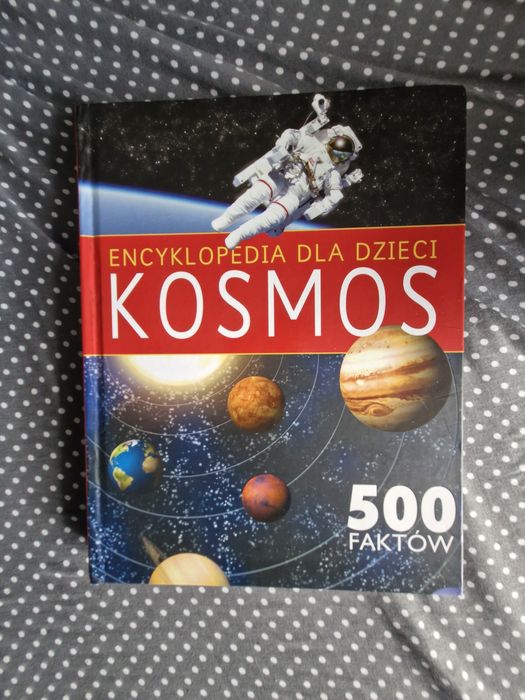 ENCYKLOPEDIA DLA DZIECI
KOSMOS
500
FAKTÓW